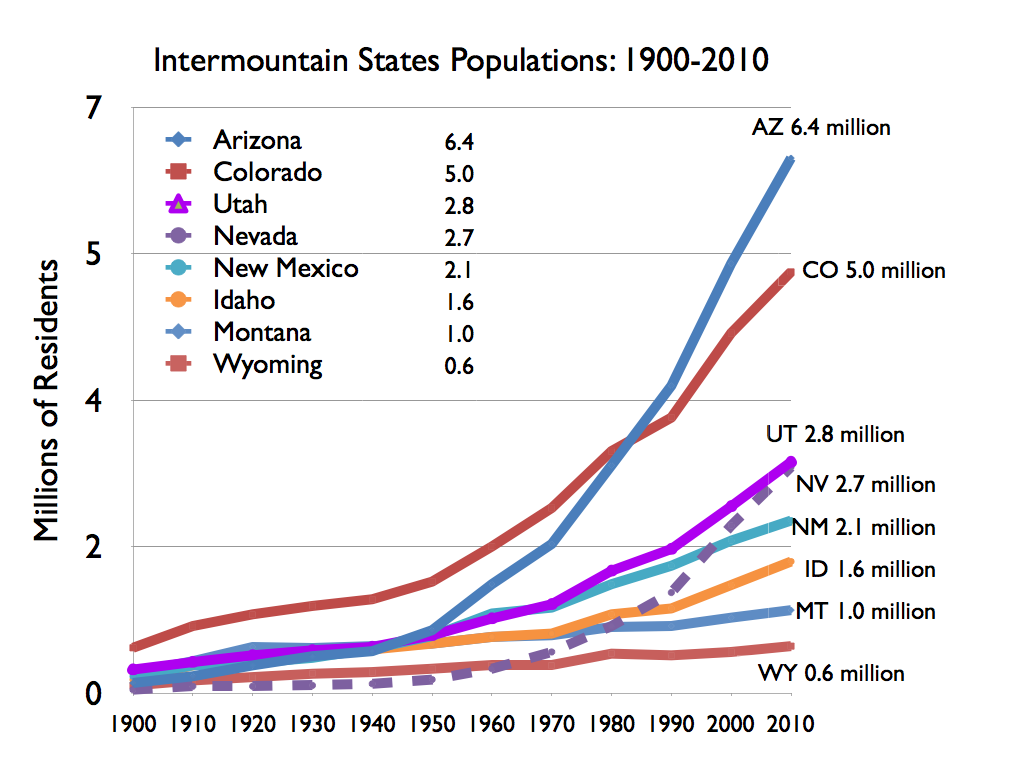 Intermountain States Populations: 1900-2010
7
AZ 6.4 million
Arizona 6.4
Colorado 5.0
Utah 2.8
Nevada 2.7
New Mexico 2.1
Idaho 1.6
Montana 1.0
Wyoming 0.6
5
CO 5.0 million
Millions of Residents
4
UT 2.8 million
NV 2.7 million
NM 2.1 million
2
ID 1.6 million
MT 1.0 million
WY 0.6 million
0
1900 1910 1920 1930 1940 1950 1960 1970 1980 1990 2000 2010